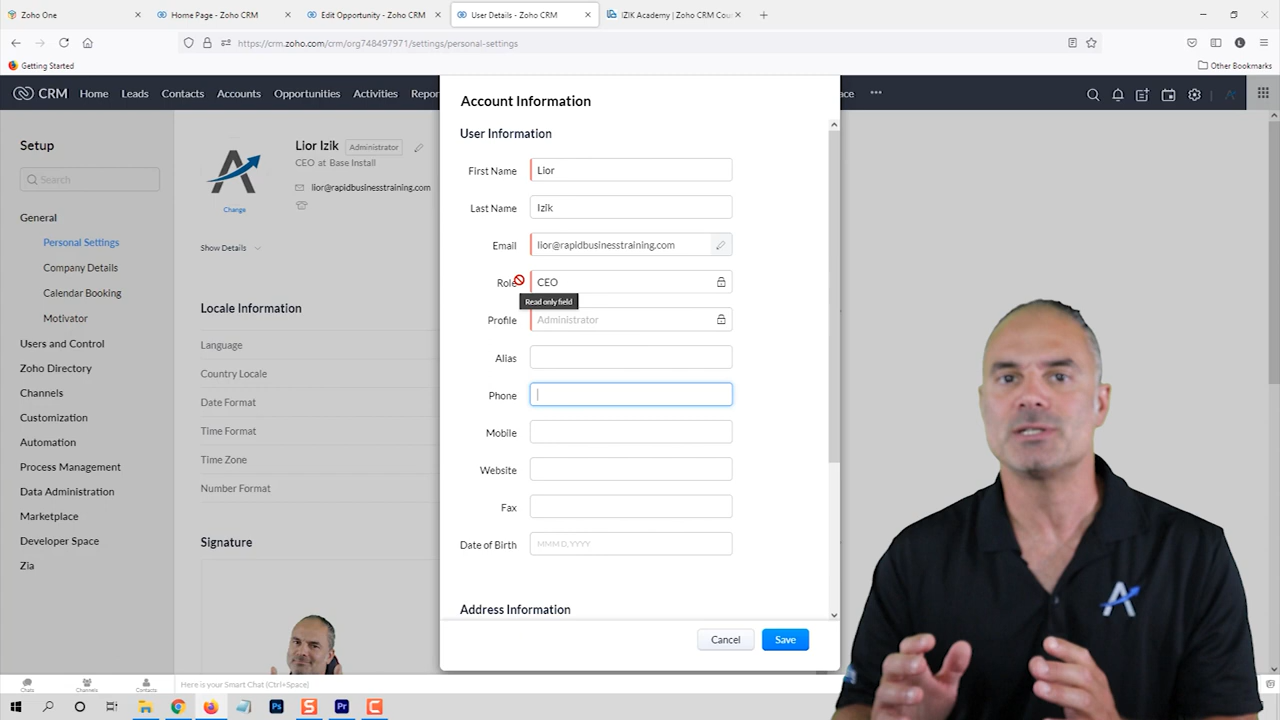 Zoho One
Home Page - Zoho CRM
Edit Opportunity - Zoho CRM
User Details - Zoho CRM
IZIK Academy | Zoho CRM Cou
https://crm.zoho.com/crm/org748497971/settings/personal-settings
Getting Started
Other Bookmarks
CRM Home Leads Contacts Accounts Opportunities Activities Repor
ace •••
Setup
Search
General
Personal Settings
Company Details
Calendar Booking
Motivator
Users and Control
Zoho Directory
Channels
Customization
Automation
Process Management
Data Administration
Marketplace
Developer Space
Zia
Change
Lior Izik Administrator
CEO at Base Install
lior@rapidbusinesstraining.com
Show Details
Locale Information
Language
Country Locale
Date Format
Time Format
Time Zone
Number Format
Signature
Account Information
User Information
First Name Lior
Last Name Izik
Email lior@rapidbusinesstraining.com
Role CEO
Read only field
Profile Administrator
Alias
Phone
Mobile
Website
Fax
Date of Birth MMM D, YYYY
Address Information
Cancel Save
Chats Channels Contacts Here is your Smart Chat (Ctrl+Space)